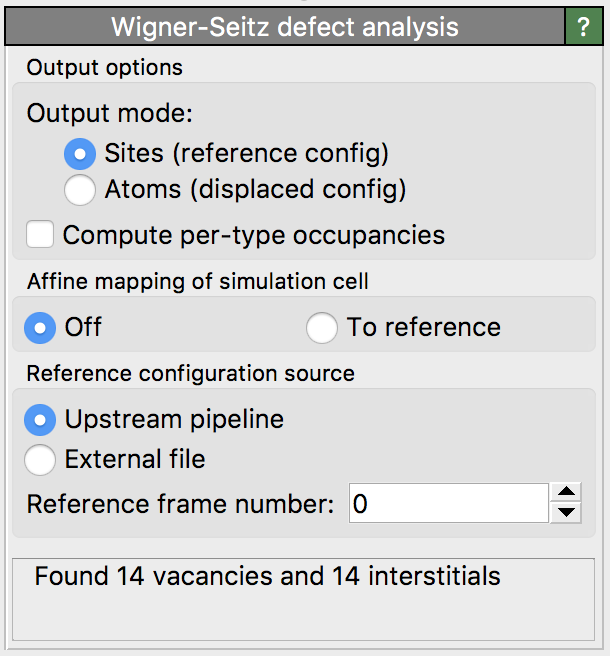 Wigner-Seitz defect analysis ?
Output options
Output mode:
Sites (reference config)
Atoms (displaced config)
Compute per-type occupancies
Affine mapping of simulation cell
Off To reference
Reference configuration source
Upstream pipeline
External file
Reference frame number: 0
Found 14 vacancies and 14 interstitials